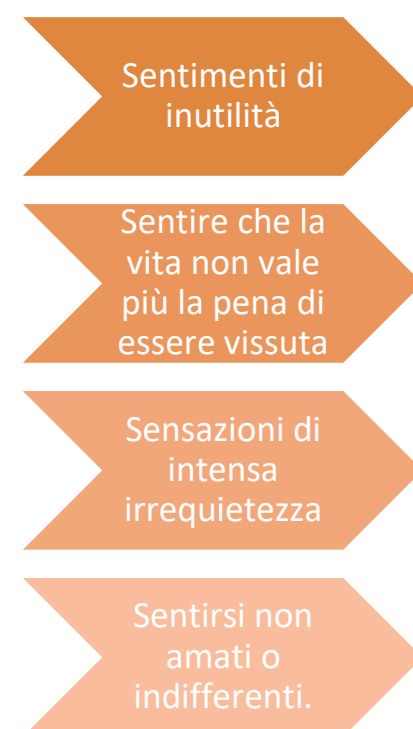 Sentimenti di
inutilità
Sentire che la
vita non vale
più la pena di
essere vissuta
Sensazioni di
intensa
irrequietezza
Sentirsi non
amati o
indifferenti.